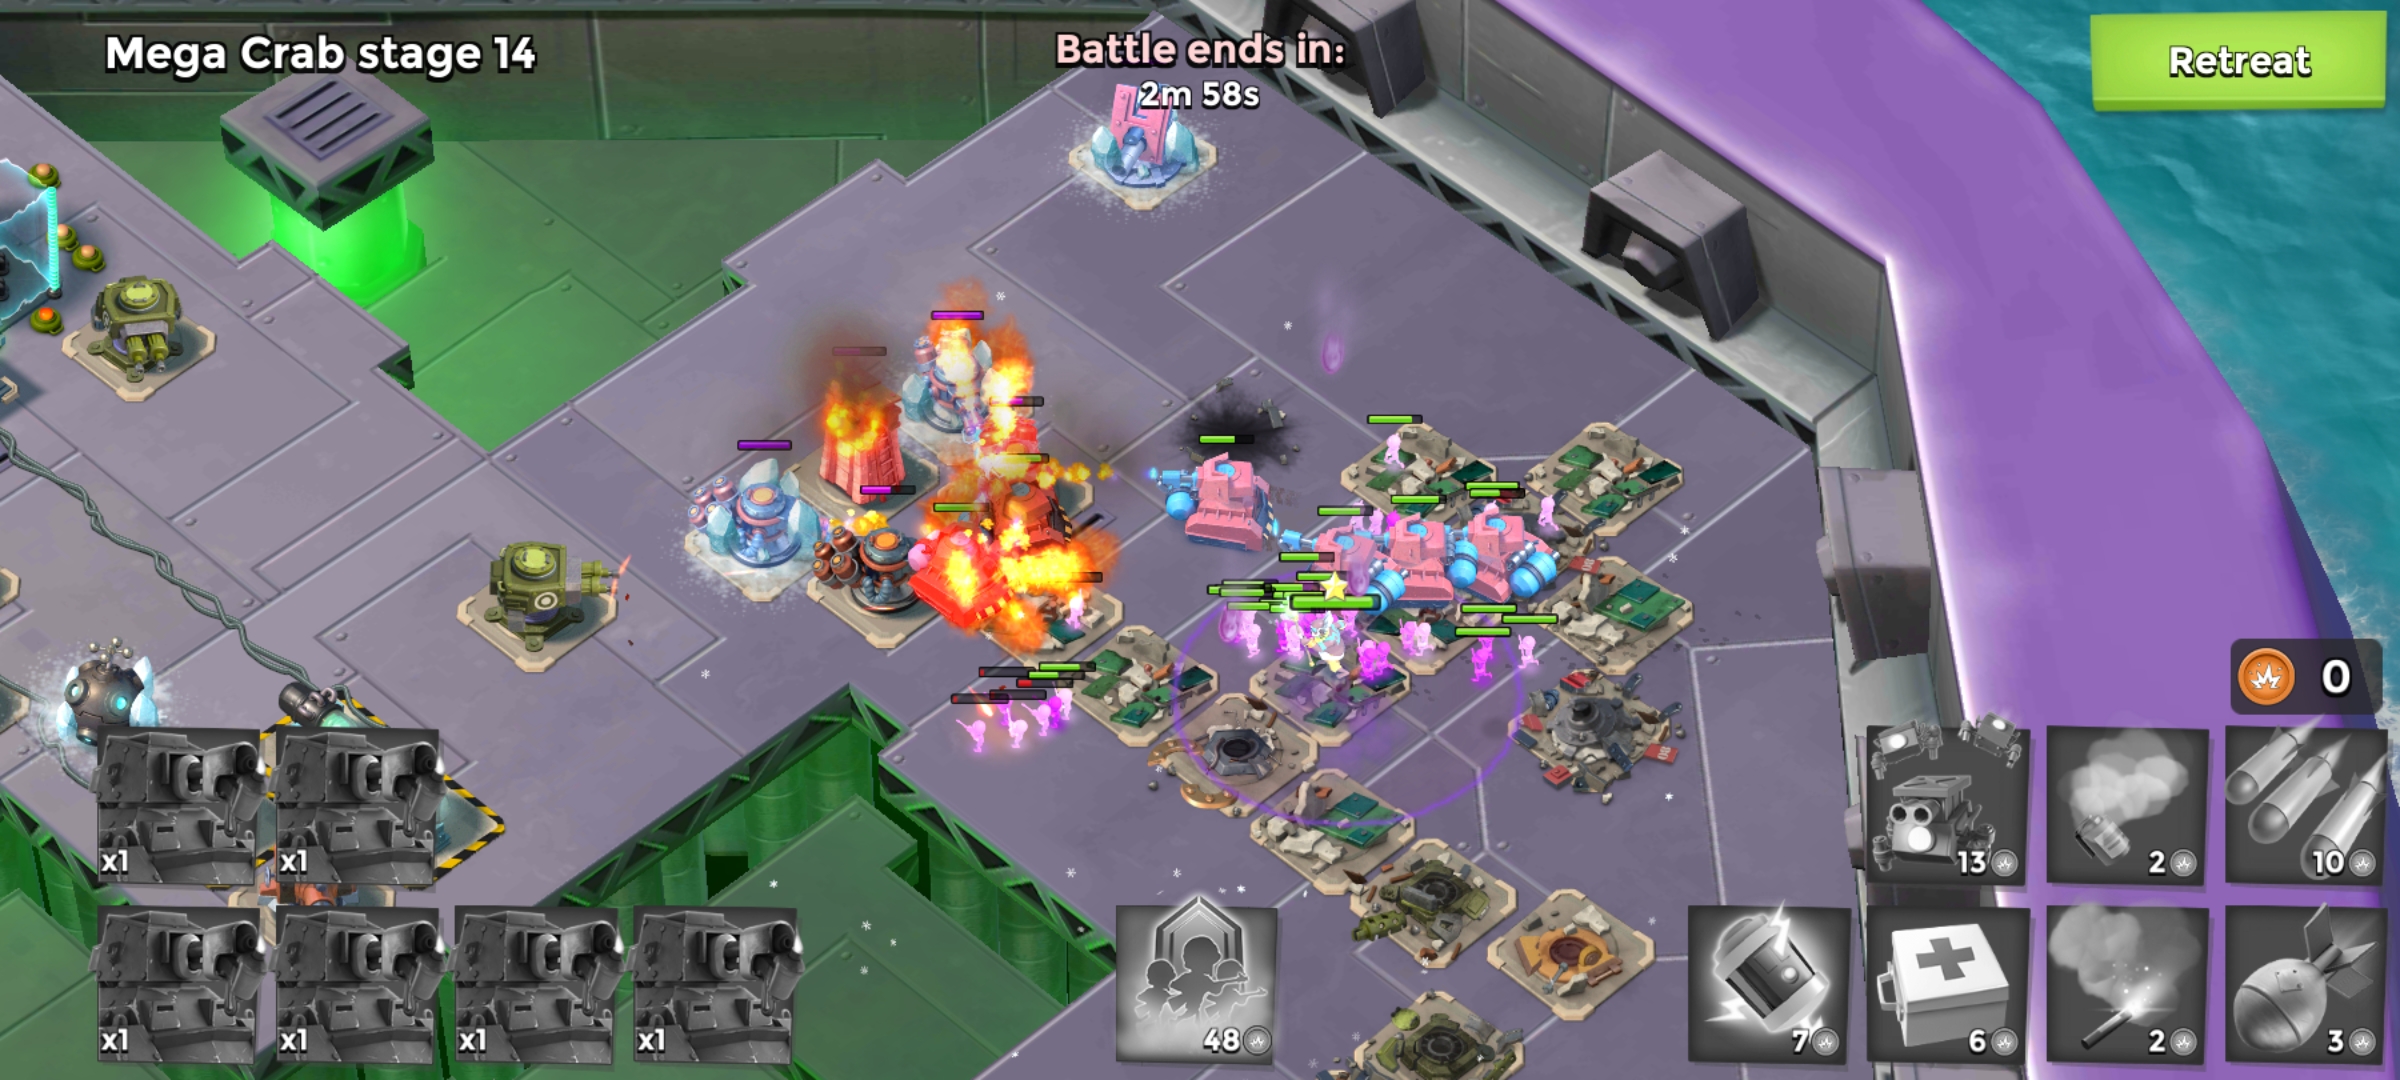 Mega Crab stage 14
Battle ends in:
2m 58s
Retreat
0
x1
x1
13
2
10
x1
x1
x1
x1
48
7
6
2
3